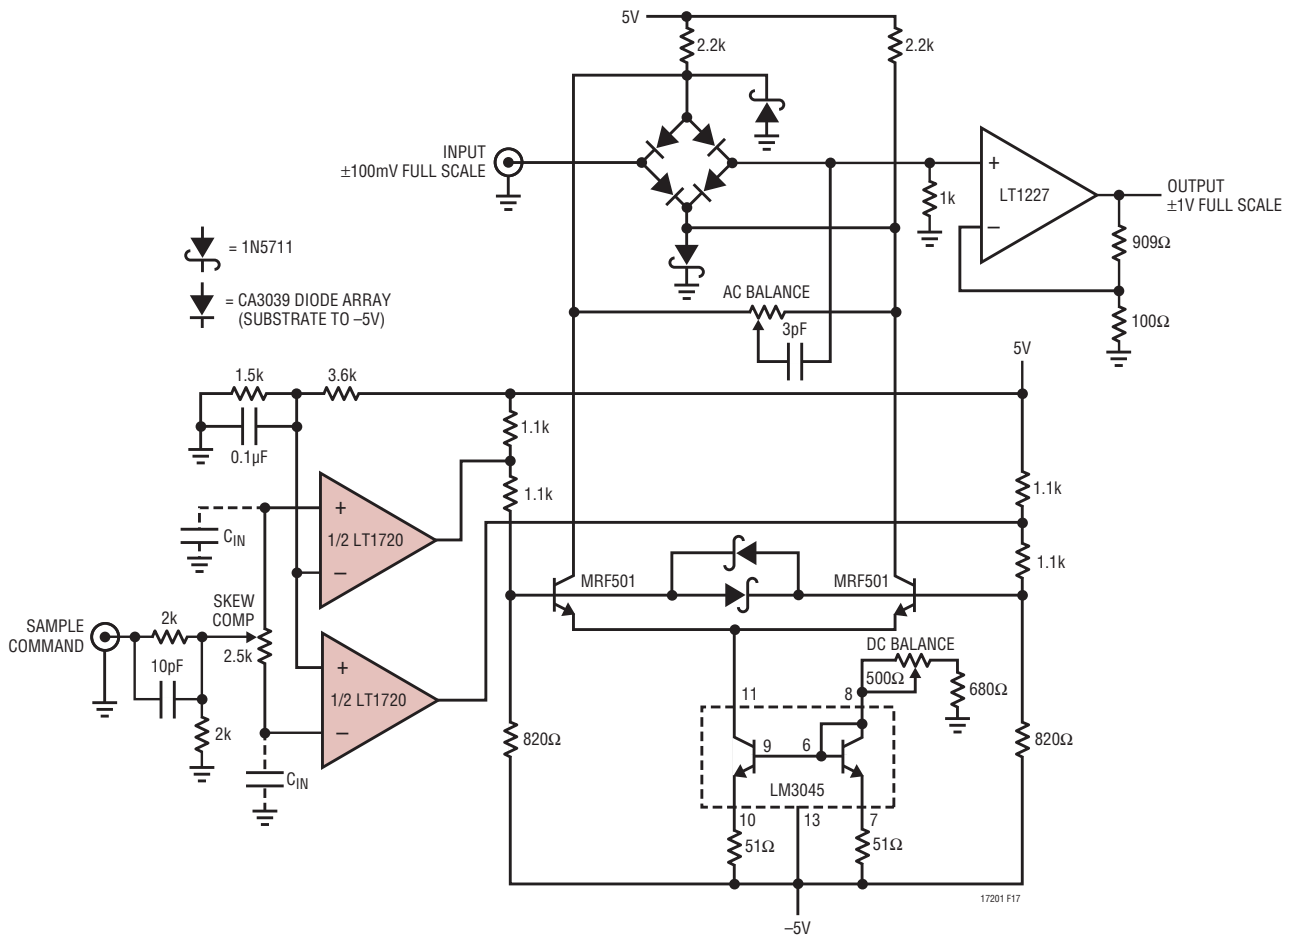 5V
2.2k
2.2k
INPUT
±100mV FULL SCALE
+
–
LT1227
1k
OUTPUT
±1V FULL SCALE
909Ω
100Ω
= 1N5711
= CA3039 DIODE ARRAY
(SUBSTRATE TO –5V)
AC BALANCE
3pF
5V
1.5k
3.6k
0.1µF
1.1k
1.1k
1.1k
1.1k
CIN
+
1/2 LT1720
–
SKEW
COMP
2.5k
SAMPLE
COMMAND
2k
10pF
2k
+
1/2 LT1720
–
CIN
MRF501
MRF501
DC BALANCE
500Ω
680Ω
11
8
9
6
LM3045
10
13
7
51Ω
51Ω
820Ω
820Ω
17201 F17
–5V